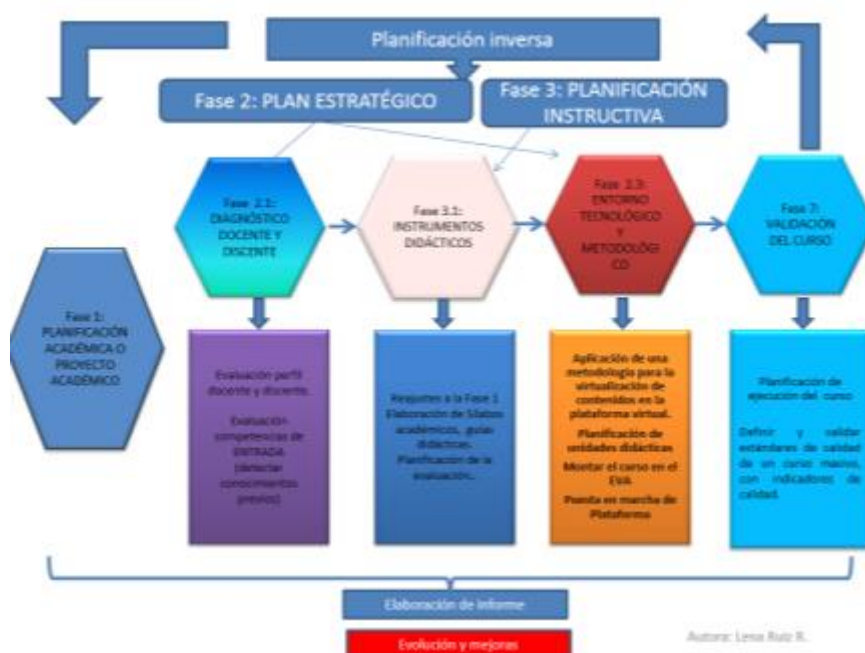 Planificación inversa
Fase 2: PLAN ESTRATÉGICO
Fase 3: PLANIFICACIÓN
INSTRUCTIVA
Fase 1:
PLANIFICACIÓN
ACADÉMICA O
PROYECTO
ACADÉMICO
Fase 2.1:
DIAGNÓSTICO
DOCENTE Y
DISCENTE
Fase 3.1:
INSTRUMENTOS
DIDÁCTICOS
Fase 2.3:
ENTORNO
TECNOLÓGICO
Y
METODOLÓGI
CO
Fase 7:
VALIDACIÓN
DEL CURSO
Evaluación perfil
docente y discente.
Evaluación
competencias de
ENTRADA
(detectar
conocimientos
previos)
Reajustes a la Fase 1
Elaboración de Sílabos
académicos, guías
didácticas.
Planificación de la
evaluación.
Aplicación de una
metodología para la
virtualización de
contenidos en la
plataforma virtual.
Planificación de
unidades didácticas
Montar el curso en el
EVA
Puesta en marcha de
Plataforma
Planificación de
ejecución del curso
Definir y validar
estándares de calidad
de un curso masivo,
con indicadores de
calidad.
Elaboración de informe
Evolución y mejoras
Autora: Lena Ruiz R.